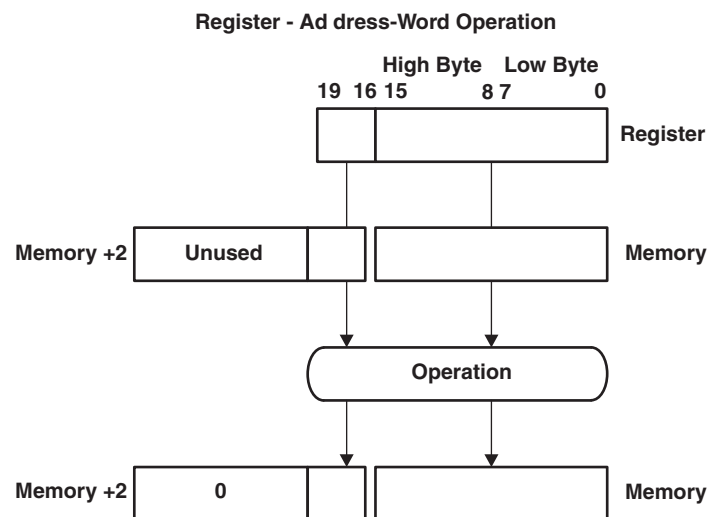 Register - Ad dress-Word Operation
High Byte Low Byte
19 16 15 8 7 0
Register
Memory +2 Unused Memory
Operation
Memory +2 0 Memory